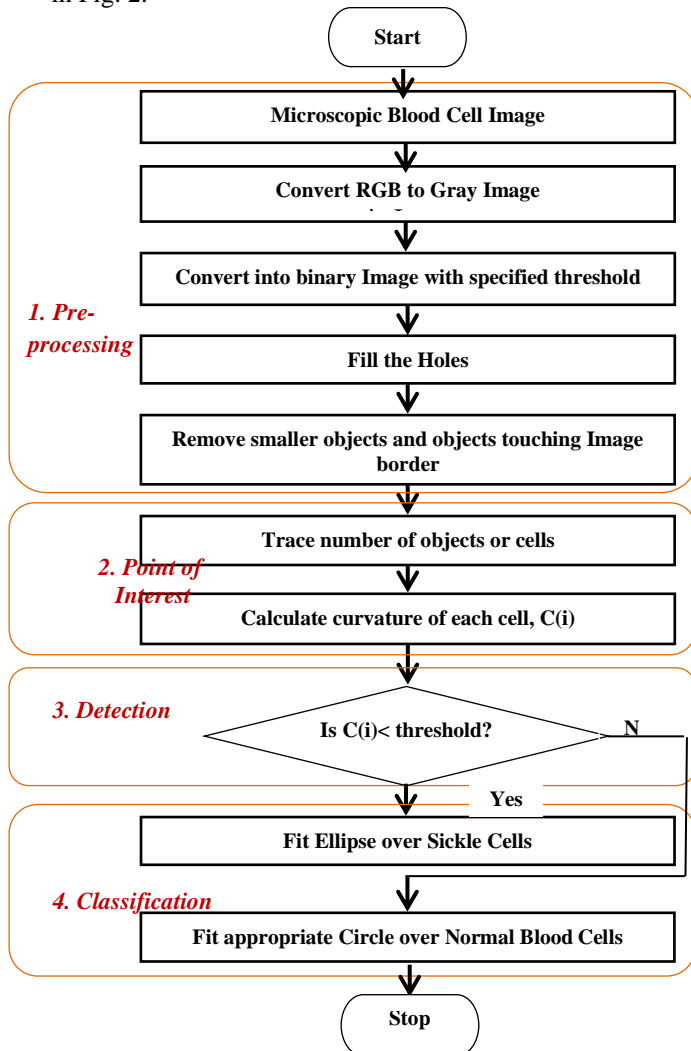 in Fig. 2.
Start
Microscopic Blood Cell Image
Convert RGB to Gray Image
Convert into binary Image with specified threshold
1. Pre-
processing
Fill the Holes
Remove smaller objects and objects touching Image
border
Trace number of objects or cells
2. Point of
Interest
Calculate curvature of each cell, C(i)
3. Detection
Is C(i)< threshold?
N
Yes
Fit Ellipse over Sickle Cells
4. Classification
Fit appropriate Circle over Normal Blood Cells
Stop